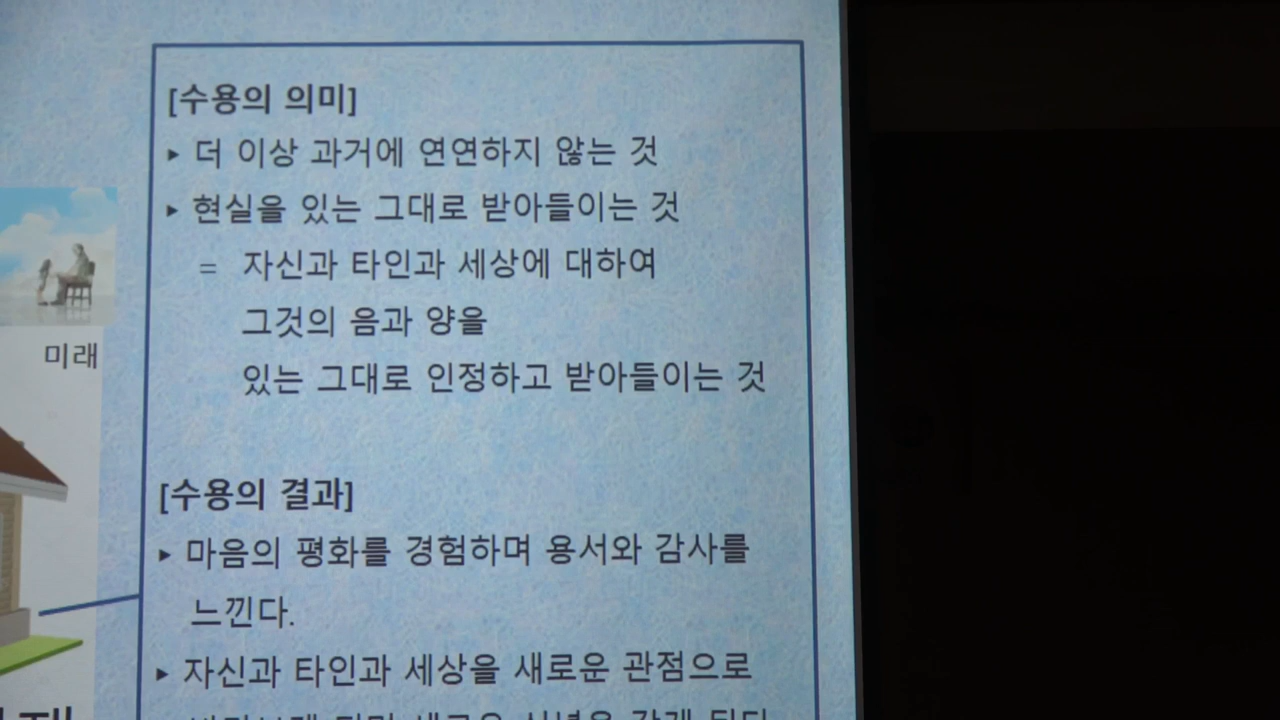 [수용의 의미]
▸ 더 이상 과거에 연연하지 않는 것
▸ 현실을 있는 그대로 받아들이는 것
= 자신과 타인과 세상에 대하여
그것의 음과 양을
있는 그대로 인정하고 받아들이는 것
미래
[수용의 결과]
▸ 마음의 평화를 경험하며 용서와 감사를
느낀다.
▸ 자신과 타인과 세상을 새로운 관점으로